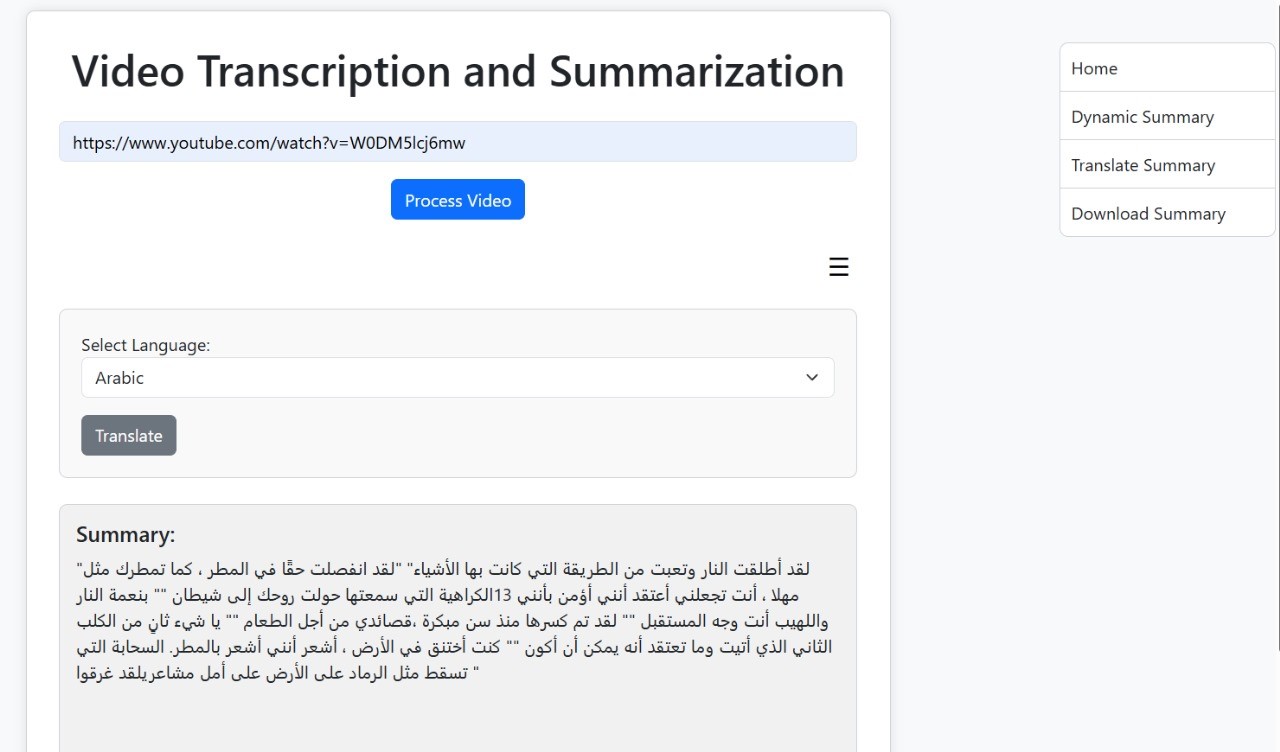 Video Transcription and Summarization
https://www.youtube.com/watch?v=W0DM5lcj6mw
Process Video
☰
Select Language:
Arabic
Translate
Summary:
لقد أطلقت النار وتعبت من الطريقة التي كانت بها الأشياء" "لقد انفصلت حقًا في المطر ، كما تمطرك مثل"
مهلا ، أنت تجعلني أعتقد أنني أؤمن بأنني 13الكراهية التي سمعتها حولت روحك إلى شيطان "" بنعمة النار
واللهيب أنت وجه المستقبل "" لقد تم كسرها منذ سن مبكرة ،قصائدي من أجل الطعام "" يا شيء ثانٍ من الكلب
الثاني الذي أتيت وما تعتقد أنه يمكن أن أكون "" كنت أختنق في الأرض ، أشعر أنني أشعر بالمطر. السحابة التي
تسقط مثل الرماد على الأرض على أمل مشاعريلقد غرقوا "
Home
Dynamic Summary
Translate Summary
Download Summary